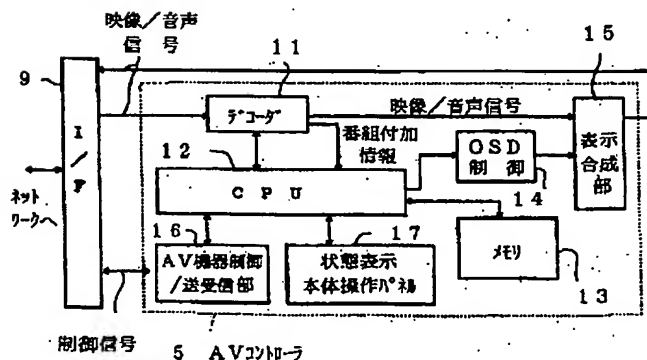 映像／音声
信号
１１
１５
９
Ｉ／Ｆ
ﾃﾞｺｰﾀﾞ
映像／音声信号
表示
合成部
番組付加
情報
１２
ＯＳＤ
制御
ＣＰＵ
１４
ﾈｯﾄ
ﾜｰｸへ
１６
１７
ＡＶ機器制御
/送受信部
状態表示
本体操作ﾊﾟﾈﾙ
ﾒﾓﾘ
１３
制御信号
５ ＡＶｺﾝﾄﾛｰﾗ